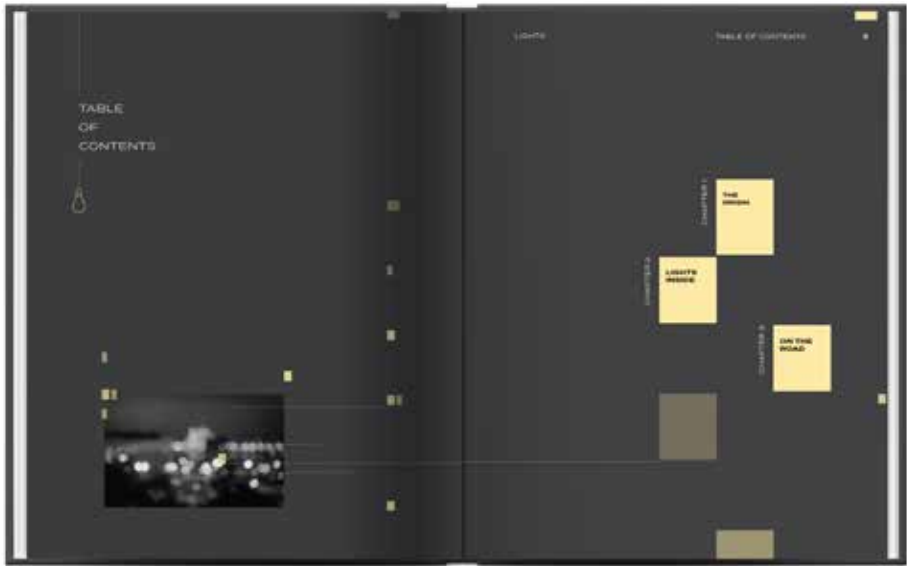 TABLE
OF
CONTENTS
LIGHTS
TABLE OF CONTENTS
CHAPTER 1
THE
ORIGIN
CHAPTER 2
LIGHTS
INSIDE
CHAPTER 3
ON THE
ROAD